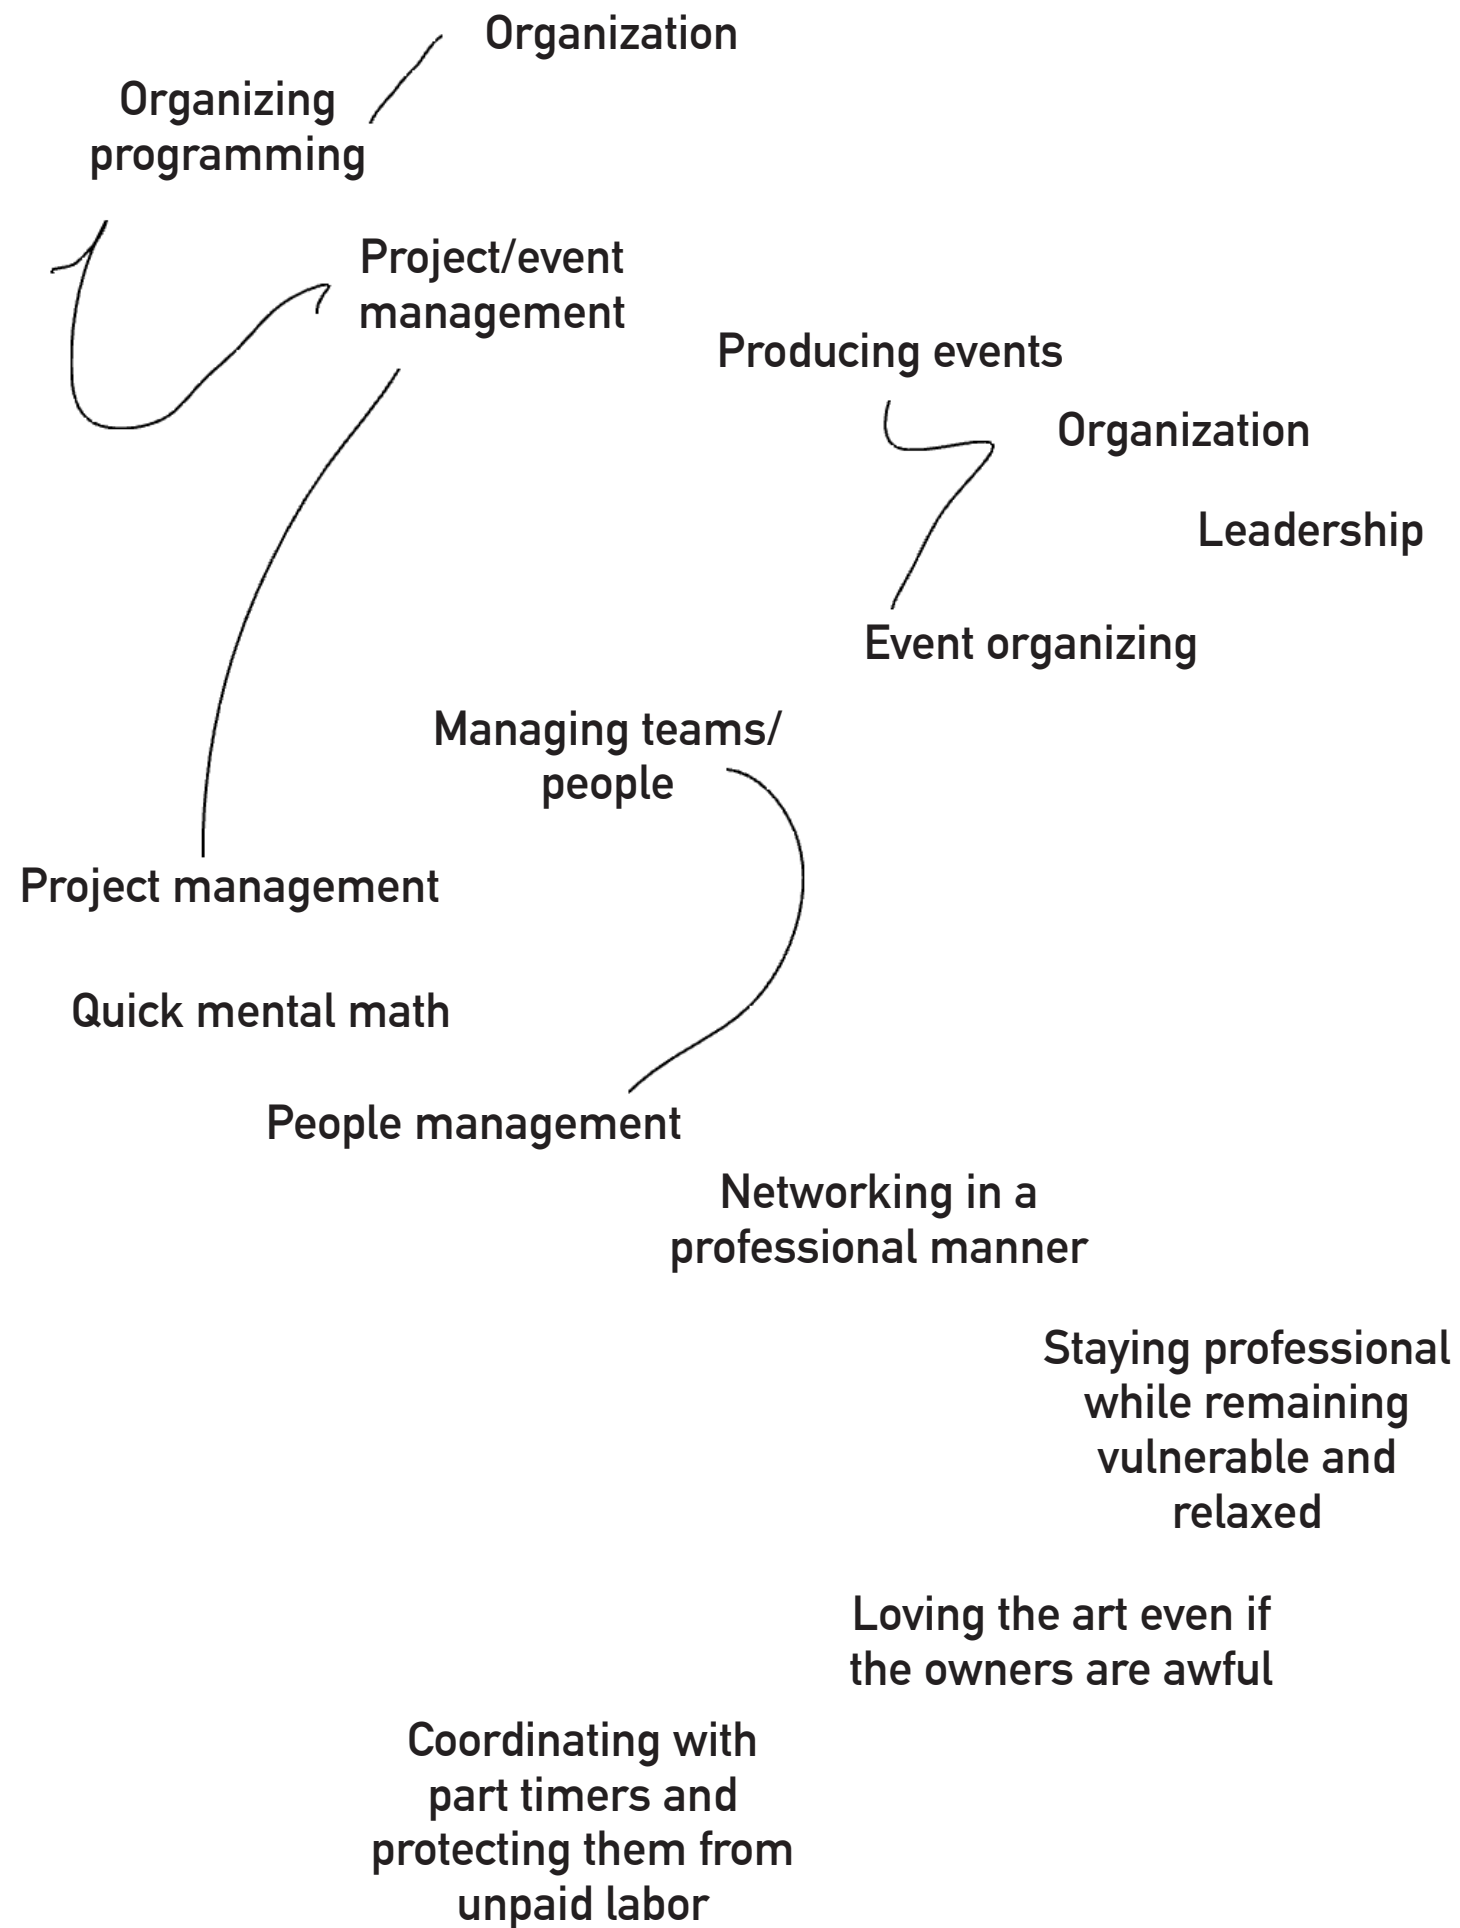 Organization
Organizing
programming
Project/event
management
Producing events
Organization
Leadership
Event organizing
Managing teams/
people
Project management
Quick mental math
People management
Networking in a
professional manner
Staying professional
while remaining
vulnerable and
relaxed
Loving the art even if
the owners are awful
Coordinating with
part timers and
protecting them from
unpaid labor